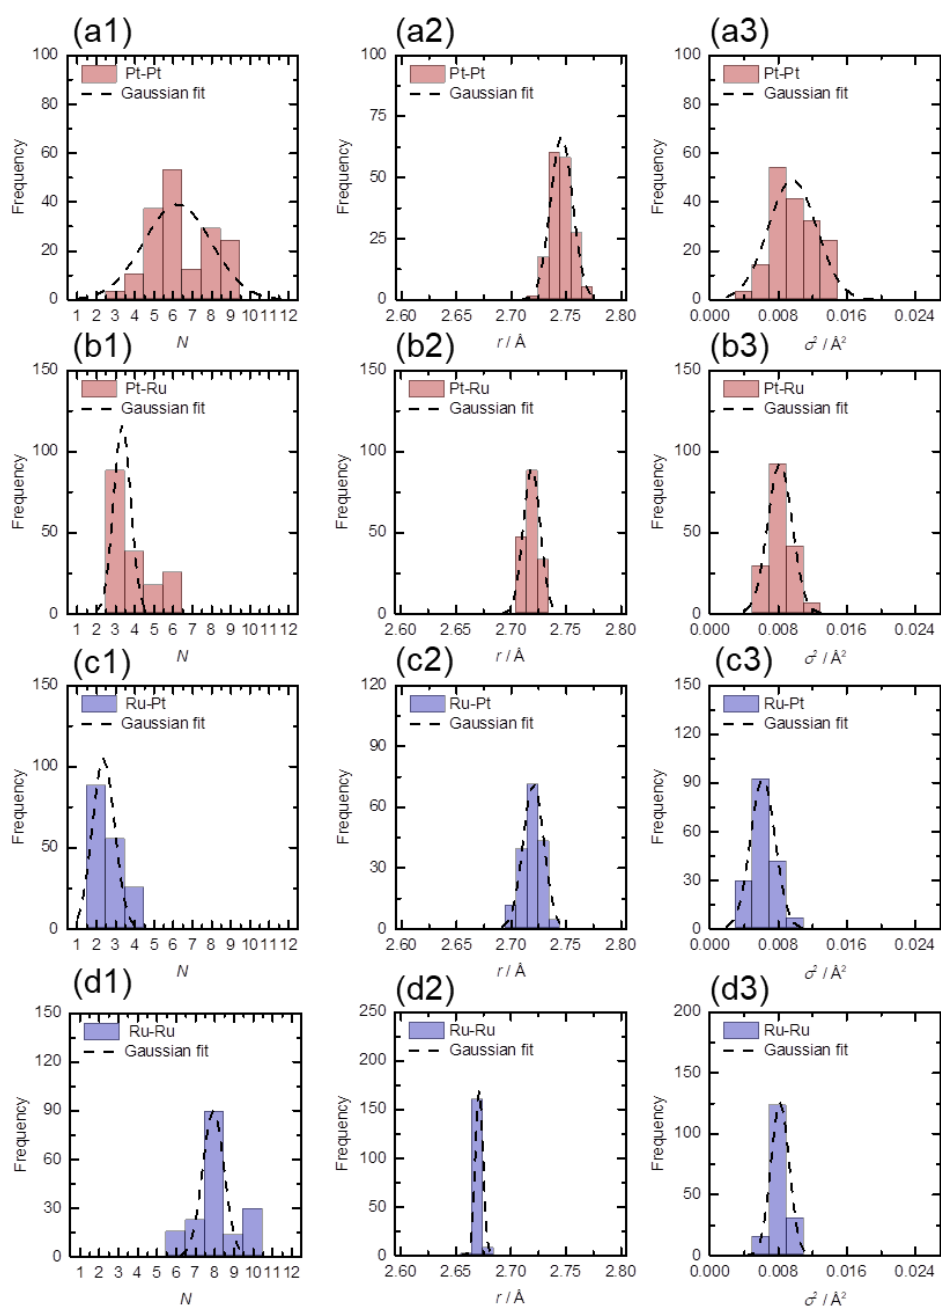 (a1) (a2) (a3)
100 100 100
Pt-Pt Pt-Pt Pt-Pt
Gaussian fit Gaussian fit Gaussian fit
80 75 80
60 50 60
40 25 40
20 0 20
0 0
Frequency Frequency Frequency
1 2 3 4 5 6 7 8 9 10 11 12 2.60 2.65 2.70 2.75 2.80 0.000 0.008 0.016 0.024
N r / Å σ² / Å²
(b1) (b2) (b3)
150 150 150
Pt-Ru Pt-Ru Pt-Ru
Gaussian fit Gaussian fit Gaussian fit
100 100 100
50 50 50
0 0 0
Frequency Frequency Frequency
1 2 3 4 5 6 7 8 9 10 11 12 2.60 2.65 2.70 2.75 2.80 0.000 0.008 0.016 0.024
N r / Å σ² / Å²
(c1) (c2) (c3)
150 120 150
Ru-Pt Ru-Pt Ru-Pt
Gaussian fit Gaussian fit Gaussian fit
100 90 120
50 60 90
0 30 60
0 30
0
Frequency Frequency Frequency
1 2 3 4 5 6 7 8 9 10 11 12 2.60 2.65 2.70 2.75 2.80 0.000 0.008 0.016 0.024
N r / Å σ² / Å²
(d1) (d2) (d3)
150 250 200
Ru-Ru Ru-Ru Ru-Ru
Gaussian fit Gaussian fit Gaussian fit
120 200 150
90 150 100
60 100 50
30 50 0
0 0
Frequency Frequency Frequency
1 2 3 4 5 6 7 8 9 10 11 12 2.60 2.65 2.70 2.75 2.80 0.000 0.008 0.016 0.024
N r / Å σ² / Å²